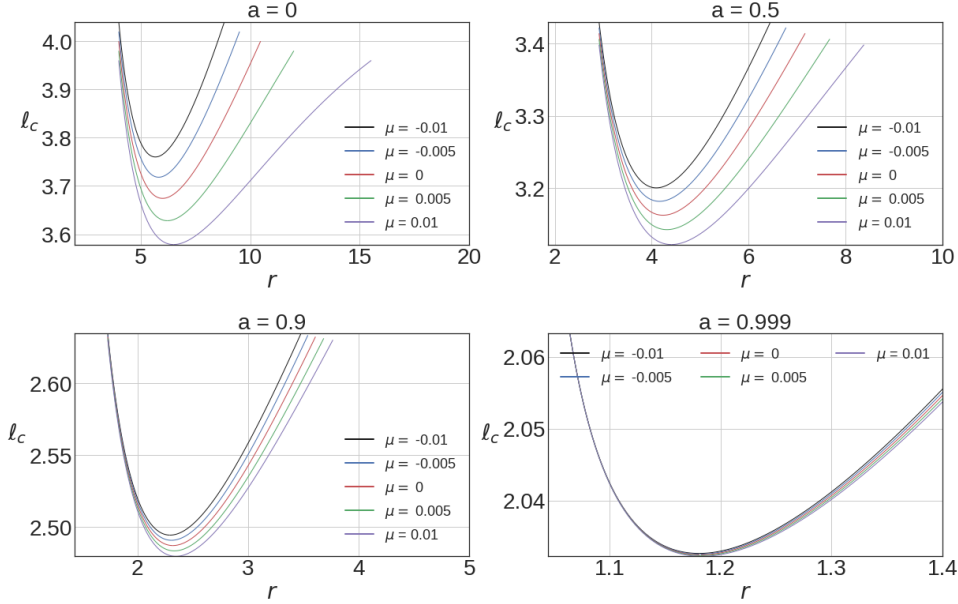 a = 0
4.0
3.9
3.8
3.7
3.6
ℓc
μ = -0.01
μ = -0.005
μ = 0
μ = 0.005
μ = 0.01
5 10 15 20
r
a = 0.5
3.4
3.3
3.2
ℓc
μ = -0.01
μ = -0.005
μ = 0
μ = 0.005
μ = 0.01
2 4 6 8 10
r
a = 0.9
2.60
2.55
2.50
ℓc
μ = -0.01
μ = -0.005
μ = 0
μ = 0.005
μ = 0.01
2 3 4 5
r
a = 0.999
2.06
2.05
2.04
ℓc
μ = -0.01 μ = 0 μ = 0.01
μ = -0.005 μ = 0.005
1.1 1.2 1.3 1.4
r